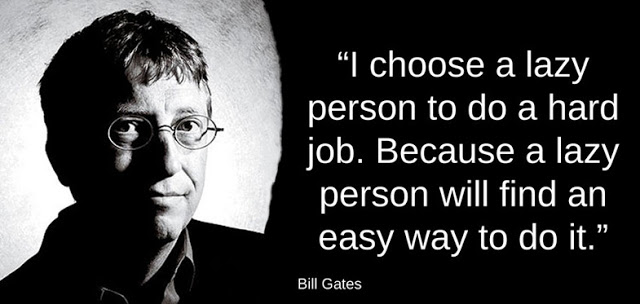 “I choose a lazy
person to do a hard
job. Because a lazy
person will find an
easy way to do it.”
Bill Gates